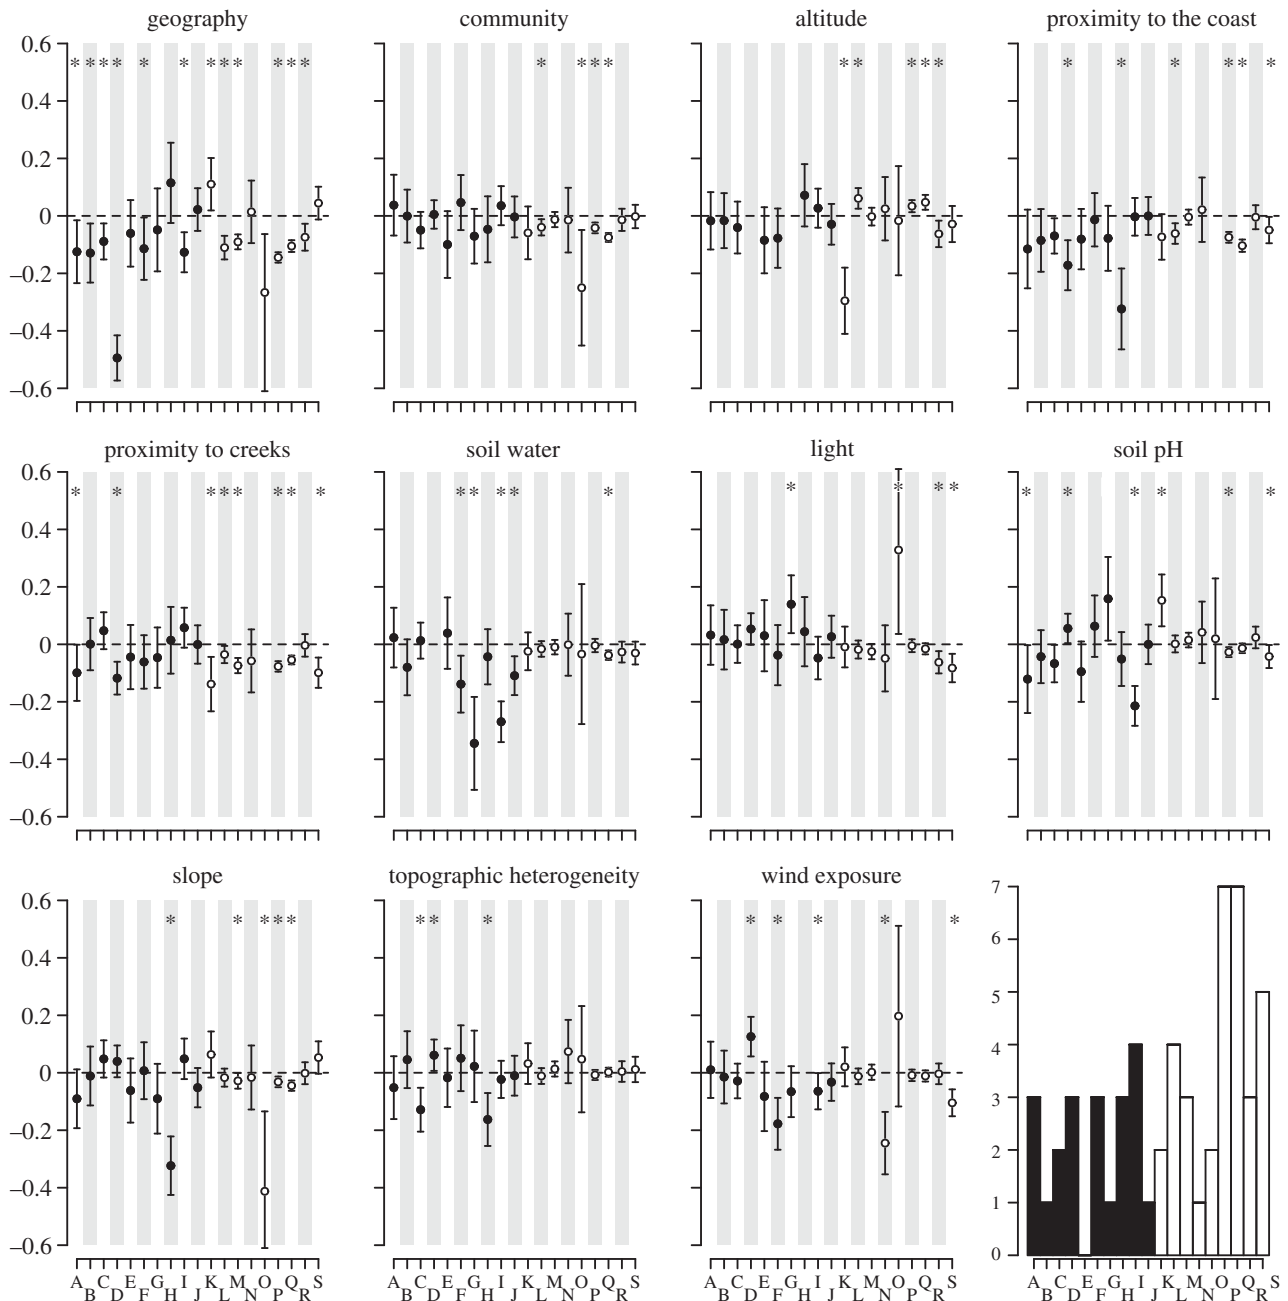 geography community altitude proximity to the coast
0.6
* * * * * * * * * * * * * * * * * * * * * * * * * *
0.4
0.2
0
–0.2
–0.4
–0.6
proximity to creeks soil water light soil pH
0.6
* * * * * * * * * * * * * * * * * * * * * * *
0.4
0.2
0
–0.2
–0.4
–0.6
slope topographic heterogeneity wind exposure
0.6
* * * * * * * * * * * * *
0.4
0.2
0
–0.2
–0.4
–0.6
7
6
5
4
3
2
1
0
A B C D E F G H I J K L M N O P Q R S
A B C D E F G H I J K L M N O P Q R S
A B C D E F G H I J K L M N O P Q R S
A B C D E F G H I J K L M N O P Q R S